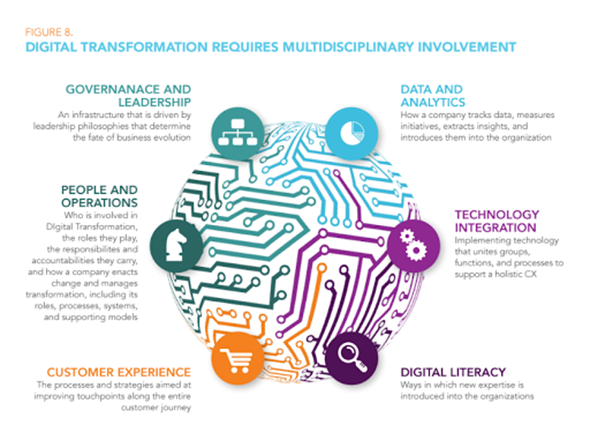 FIGURE 8.
DIGITAL TRANSFORMATION REQUIRES MULTIDISCIPLINARY INVOLVEMENT
GOVERNANACE AND
LEADERSHIP
An infrastructure that is driven by
leadership philosophies that determine
the fate of business evolution
DATA AND
ANALYTICS
How a company tracks data, measures
initiatives, extracts insights, and
introduces them into the organization
PEOPLE AND
OPERATIONS
Who is involved in
DIgital Transformation,
the roles they play,
the responsibilites and
accountabilities they carry,
and how a company enacts
change and manages
transformation, including its
roles, processes, systems,
and supporting models
TECHNOLOGY
INTEGRATION
Implementing technology
that unites groups,
functions, and processes to
support a holistic CX
CUSTOMER EXPERIENCE
The processes and strategies aimed at
improving touchpoints along the entire
customer journey
DIGITAL LITERACY
Ways in which new expertise is
introduced into the organizations